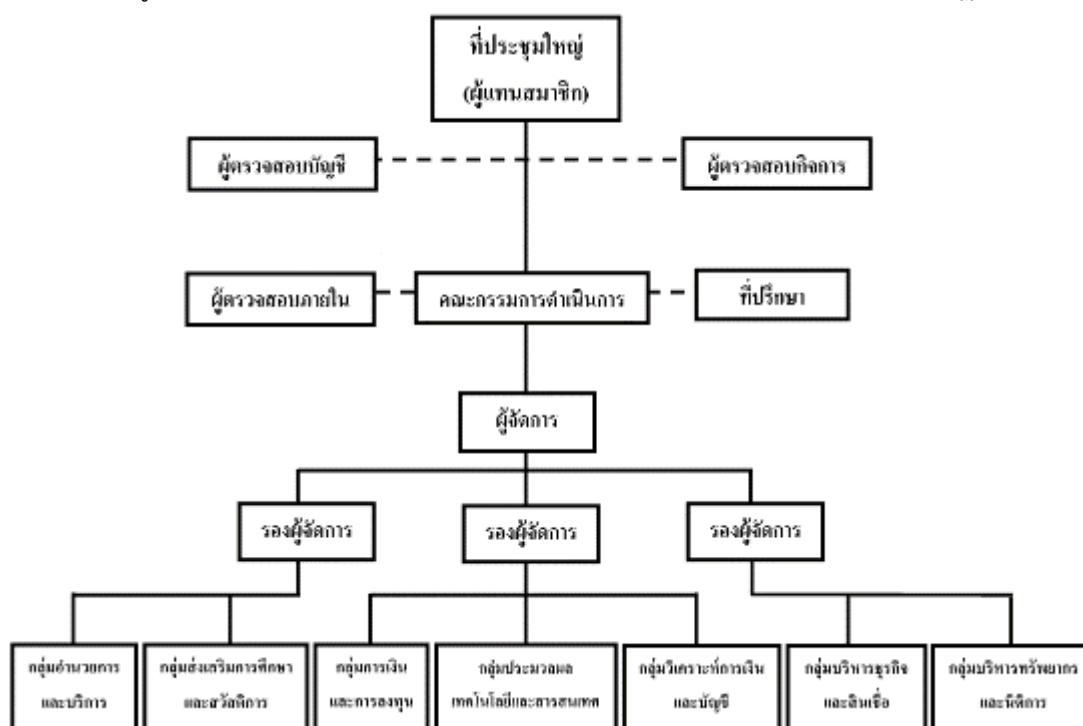 ที่ประชุมใหญ่
(ผู้แทนสมาชิก)
ผู้ตรวจสอบบัญชี
ผู้ตรวจสอบกิจการ
ผู้ตรวจสอบภายใน
คณะกรรมการดำเนินการ
ที่ปรึกษา
ผู้จัดการ
รองผู้จัดการ
รองผู้จัดการ
รองผู้จัดการ
กลุ่มอำนวยการ
และบริการ
กลุ่มส่งเสริมการศึกษา
และสวัสดิการ
กลุ่มการเงิน
และการลงทุน
กลุ่มประมวลผล
เทคโนโลยีและสารสนเทศ
กลุ่มวิเคราะห์การเงิน
และบัญชี
กลุ่มบริหารธุรกิจ
และสินเชื่อ
กลุ่มบริหารทรัพยากร
และนิติการ